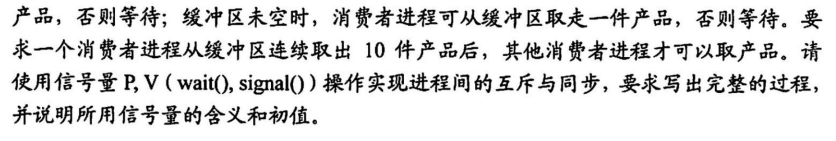 产品，否则等待；缓冲区未空时，消费者进程可从缓冲区取走一件产品，否则等待。要
求一个消费者进程从缓冲区连续取出 10 件产品后，其他消费者进程才可以取产品。请
使用信号量 P, V ( wait(), signal() ) 操作实现进程间的互斥与同步，要求写出完整的过程，
并说明所用信号量的含义和初值。